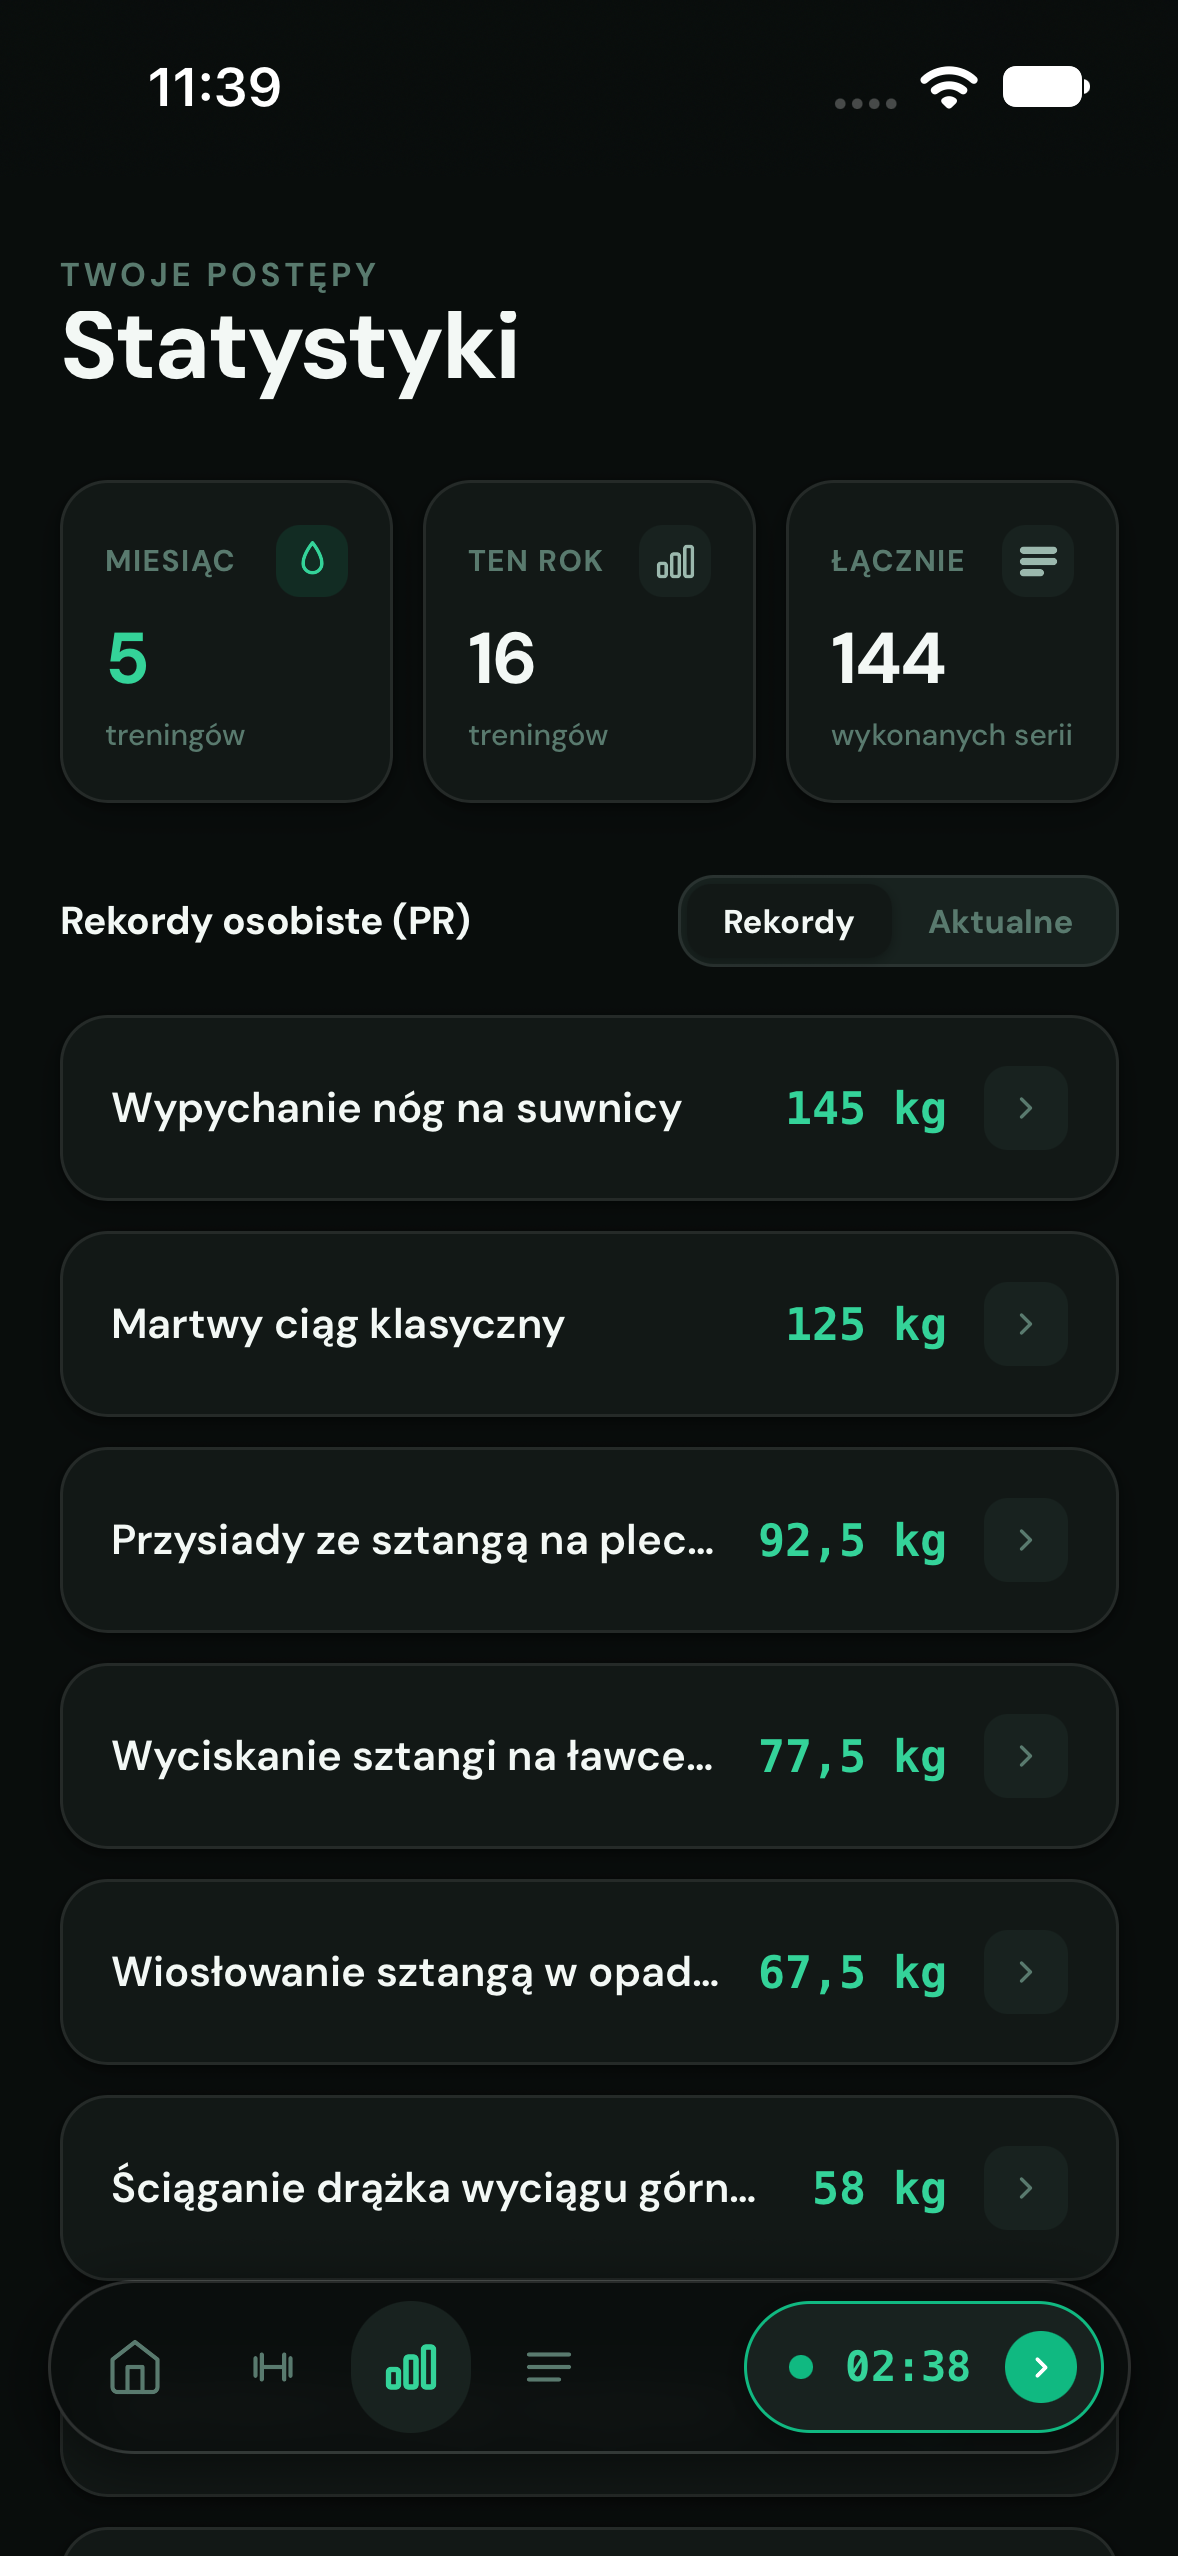 11:39
TWOJE POSTĘPY
Statystyki
MIESIĄC
5
treningów
TEN ROK
16
treningów
ŁĄCZNIE
144
wykonanych serii
Rekordy osobiste (PR)
Rekordy
Aktualne
Wypychanie nóg na suwnicy
145 kg
Martwy ciąg klasyczny
125 kg
Przysiady ze sztangą na plec...
92,5 kg
Wyciskanie sztangi na ławce...
77,5 kg
Wiosłowanie sztangą w opad...
67,5 kg
Ściąganie drążka wyciągu górn...
58 kg
02:38